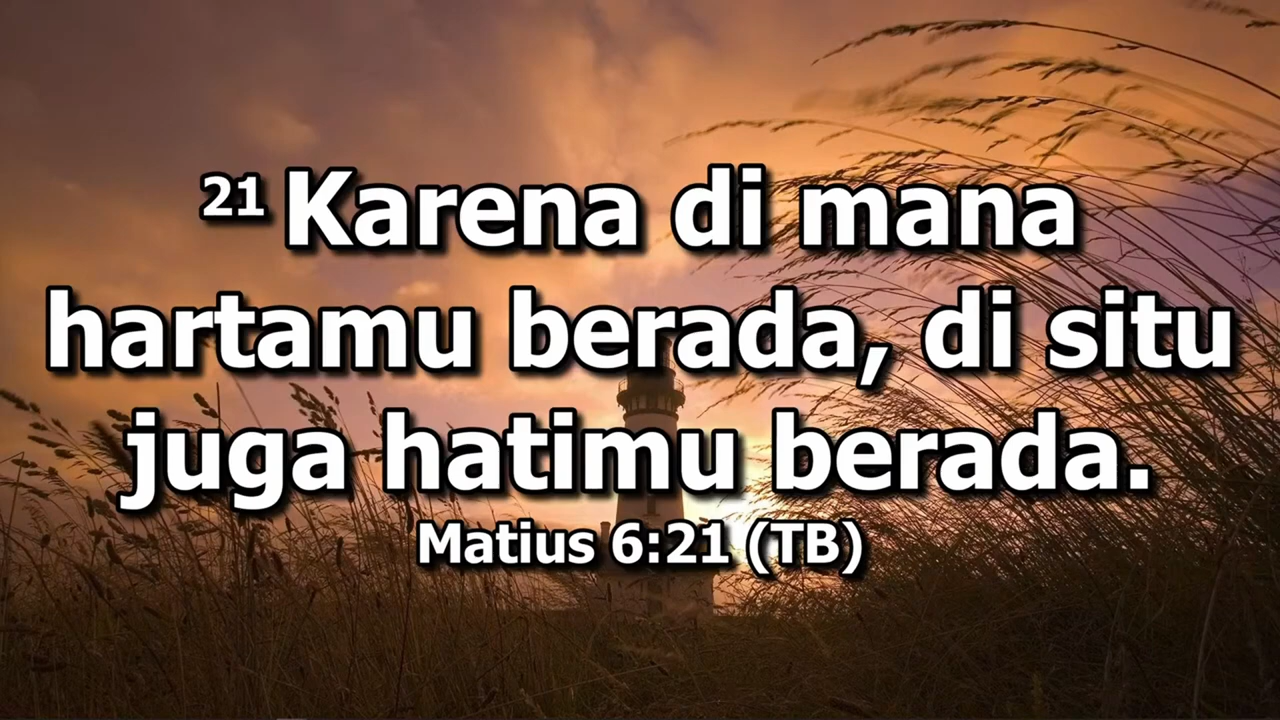 21 Karena di mana
hartamu berada, di situ
juga hatimu berada.
Matius 6:21 (TB)